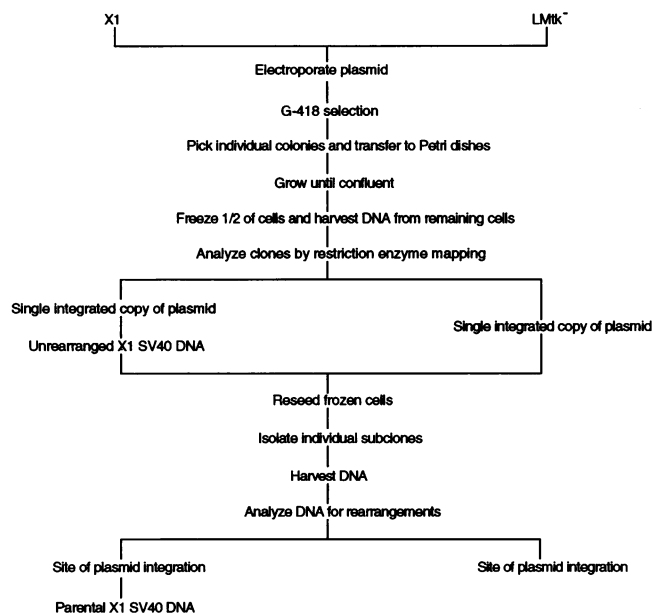 X1
LMtk-
Electroporate plasmid
G-418 selection
Pick individual colonies and transfer to Petri dishes
Grow until confluent
Freeze 1/2 of cells and harvest DNA from remaining cells
Analyze clones by restriction enzyme mapping
Single integrated copy of plasmid
Unrearranged X1 SV40 DNA
Single integrated copy of plasmid
Reseed frozen cells
Isolate individual subclones
Harvest DNA
Analyze DNA for rearrangements
Site of plasmid integration
Parental X1 SV40 DNA
Site of plasmid integration